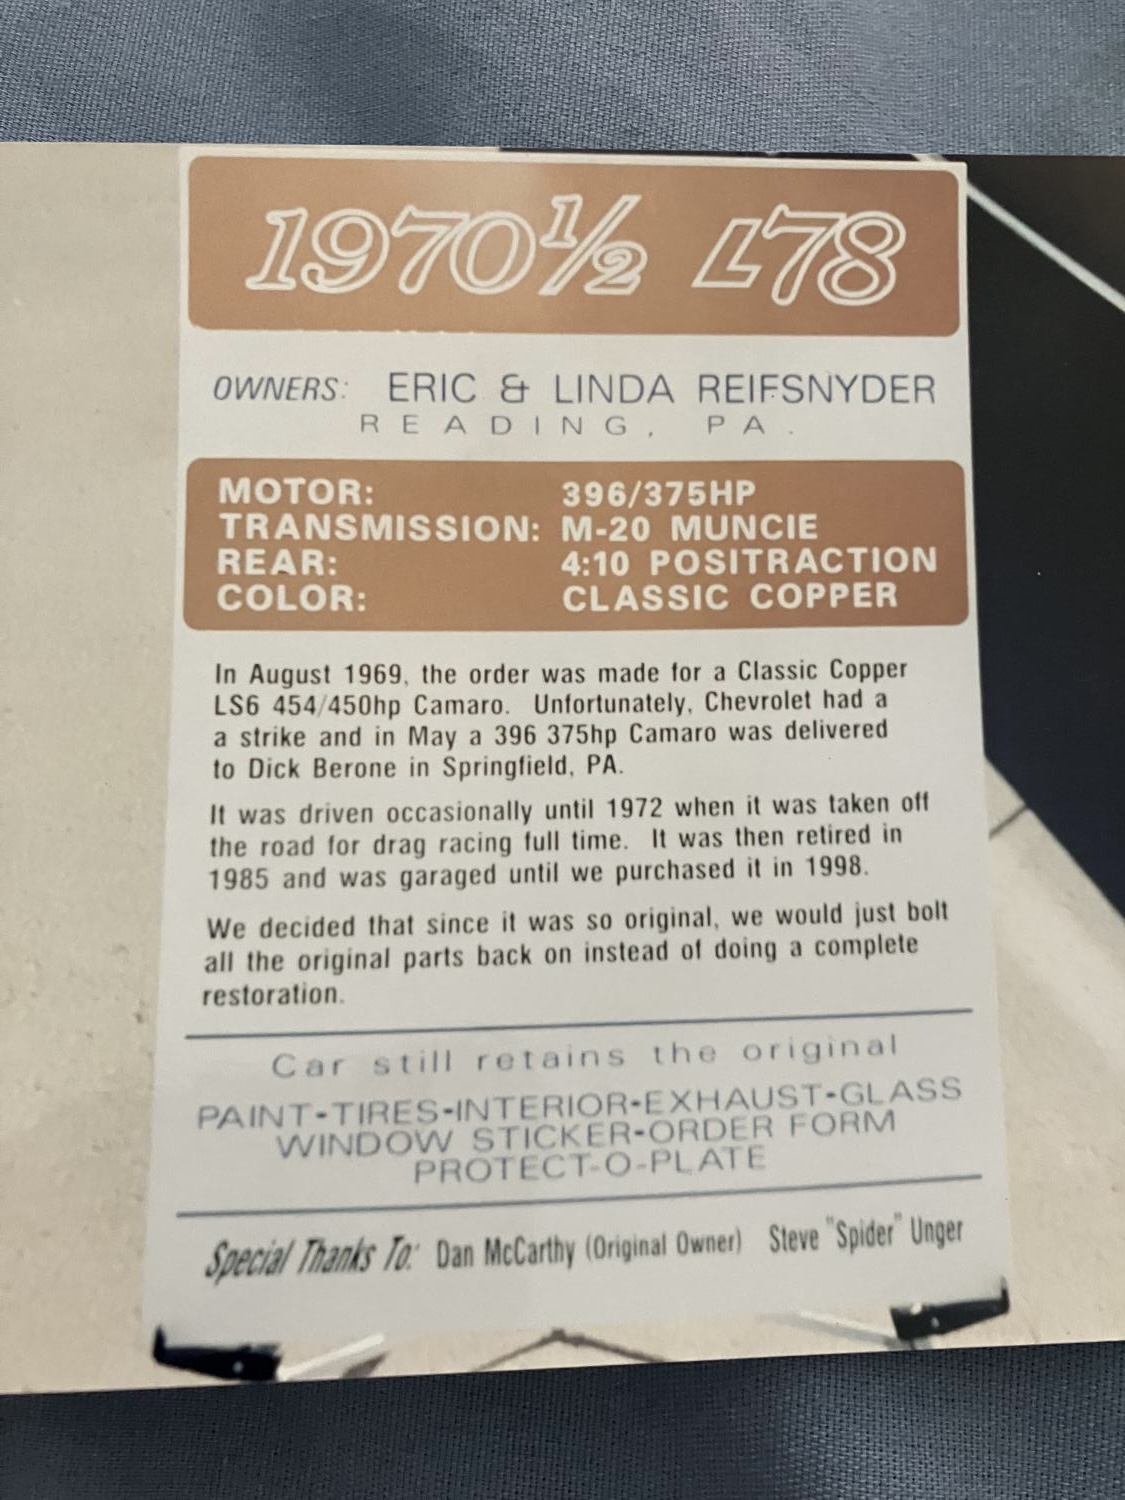 1970½ L78
OWNERS: ERIC & LINDA REIFSNYDER
READING, PA.
MOTOR: 396/375HP
TRANSMISSION: M-20 MUNCIE
REAR: 4:10 POSITRACTION
COLOR: CLASSIC COPPER
In August 1969, the order was made for a Classic Copper
LS6 454/450hp Camaro. Unfortunately, Chevrolet had a
a strike and in May a 396 375hp Camaro was delivered
to Dick Berone in Springfield, PA.
It was driven occasionally until 1972 when it was taken off
the road for drag racing full time. It was then retired in
1985 and was garaged until we purchased it in 1998.
We decided that since it was so original, we would just bolt
all the original parts back on instead of doing a complete
restoration.
Car still retains the original
PAINT-TIRES-INTERIOR-EXHAUST-GLASS
WINDOW STICKER-ORDER FORM
PROTECT-O-PLATE
Special Thanks To: Dan McCarthy (Original Owner) Steve "Spider" Unger